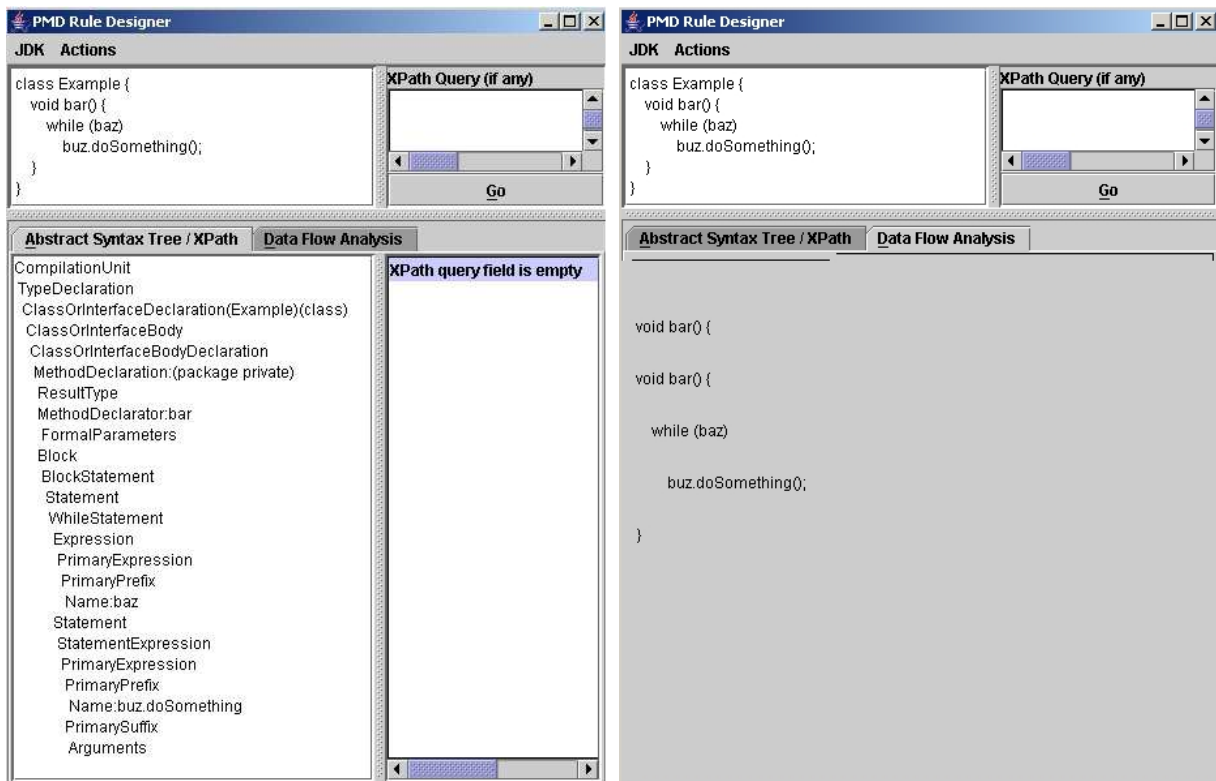 PMD Rule Designer
JDK Actions
class Example {
void bar() {
while (baz)
buz.doSomething();
}
}
XPath Query (if any)
Go
Abstract Syntax Tree / XPath
Data Flow Analysis
CompilationUnit
TypeDeclaration
ClassOrInterfaceDeclaration(Example)(class)
ClassOrInterfaceBody
ClassOrInterfaceBodyDeclaration
MethodDeclaration:(package private)
ResultType
MethodDeclarator:bar
FormalParameters
Block
BlockStatement
Statement
WhileStatement
Expression
PrimaryExpression
PrimaryPrefix
Name:baz
Statement
StatementExpression
PrimaryExpression
PrimaryPrefix
Name:buz.doSomething
PrimarySuffix
Arguments
XPath query field is empty
PMD Rule Designer
JDK Actions
class Example {
void bar() {
while (baz)
buz.doSomething();
}
}
XPath Query (if any)
Go
Abstract Syntax Tree / XPath
Data Flow Analysis
void bar() {
void bar() {
while (baz)
buz.doSomething();
}